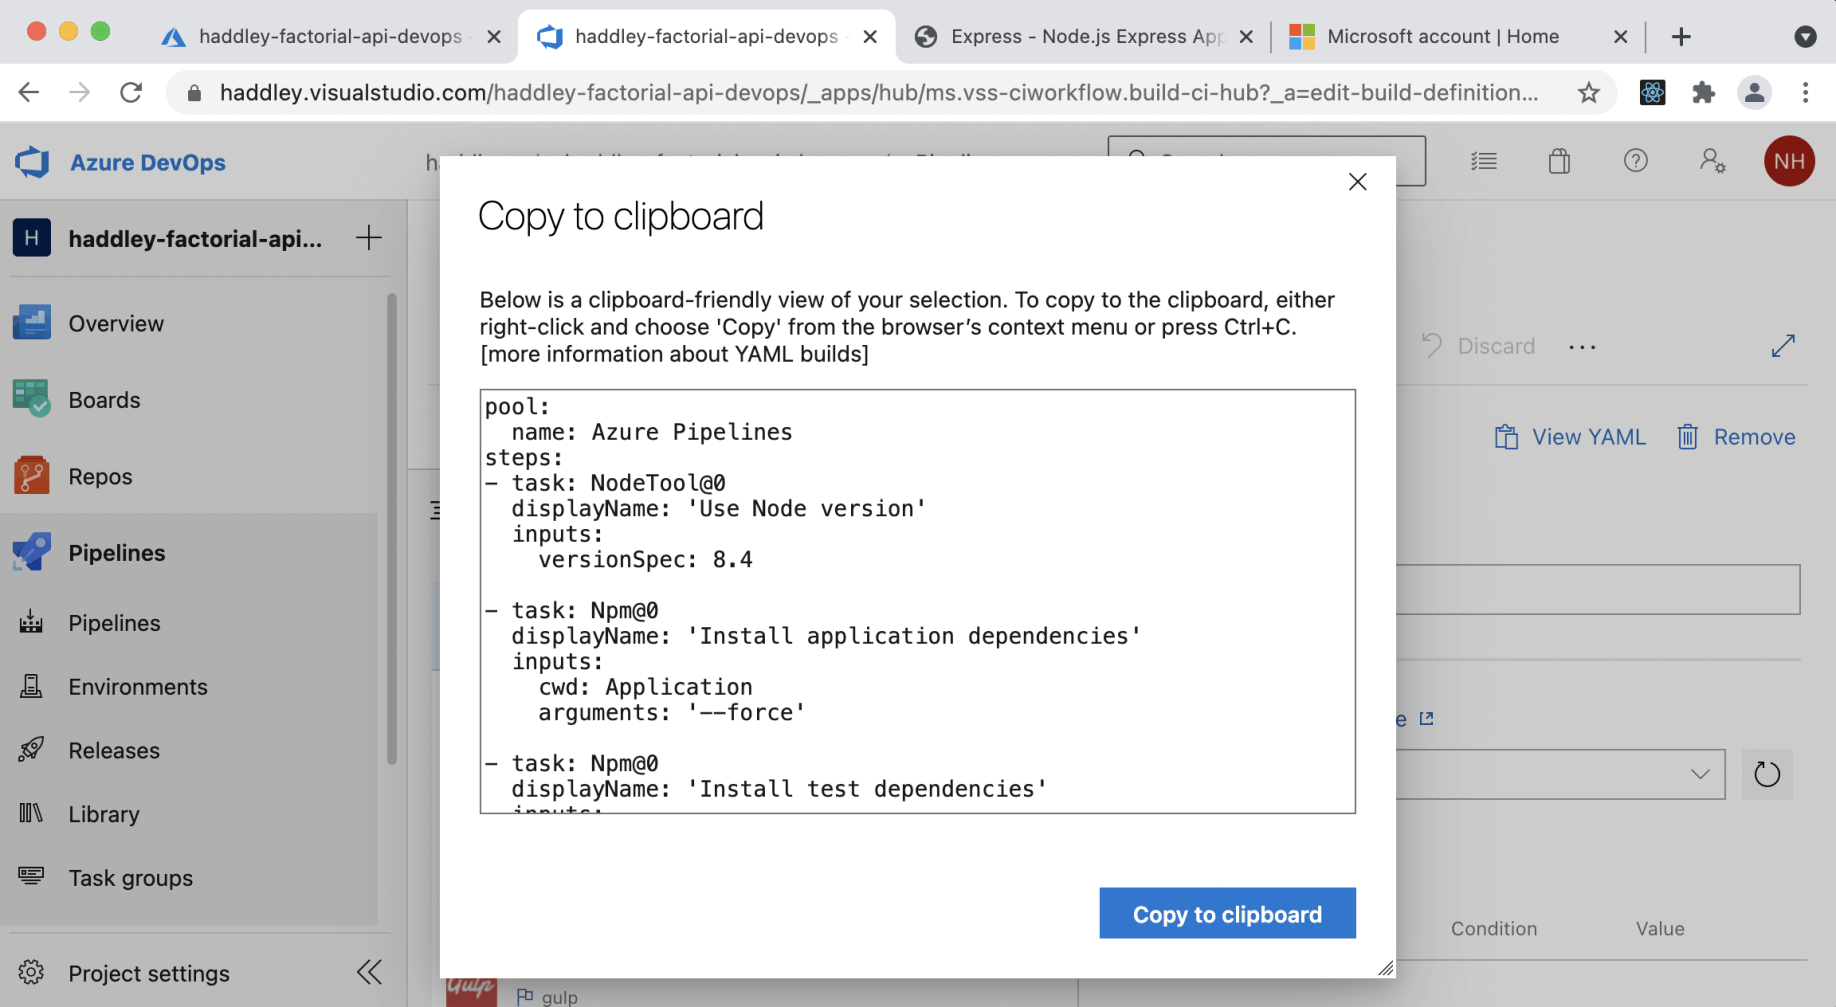 haddley-factorial-api-devops -
haddley-factorial-api-devops -
Express - Node.js Express App
Microsoft account | Home
haddley.visualstudio.com/haddley-factorial-api-devops/_apps/hub/ms.vss-ciworkflow.build-ci-hub?_a=edit-build-definition...
Azure DevOps
NH
H
haddley-factorial-api...
Overview
Boards
Repos
Pipelines
Pipelines
Environments
Releases
Library
Task groups
Project settings
Copy to clipboard
Below is a clipboard-friendly view of your selection. To copy to the clipboard, either
right-click and choose 'Copy' from the browser's context menu or press Ctrl+C.
[more information about YAML builds]
pool:
  name: Azure Pipelines
steps:
- task: NodeTool@0
  displayName: 'Use Node version'
  inputs:
    versionSpec: 8.4
- task: Npm@0
  displayName: 'Install application dependencies'
  inputs:
    cwd: Application
    arguments: '--force'
- task: Npm@0
  displayName: 'Install test dependencies'
  inputs:
Copy to clipboard
Discard
...
View YAML
Remove
Condition
Value
Gulp
gulp